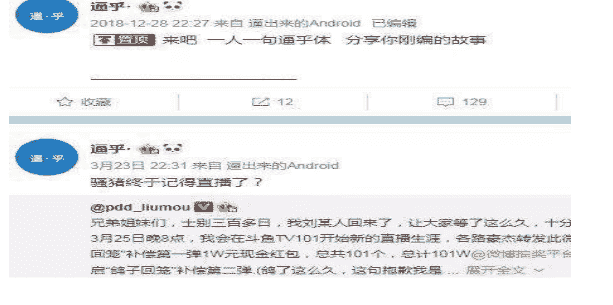 逼乎·
逼·乎
2018-12-28 22:27 来自 逼出来的Android 已编辑
置顶 来吧 一人一句逼乎体 分享你刚编的故事
收藏 12 129
逼乎·
逼·乎
3月23日 22:31 来自 逼出来的Android
骚猪终于记得直播了？
@pdd_liumou
兄弟姐妹们，士别三百多日，我刘某人回来了，让大家等了这么久，十分
3月25日晚8点，我会在斗鱼TV101开始新的直播生涯，各路豪杰转发此微
回笼"补偿第一弹1W元现金红包，总共101个，总计101W@微博抽奖平台
启"鸽子回笼"补偿第二弹.(鸽了这么久，这句抱歉我是 ... 展开全文